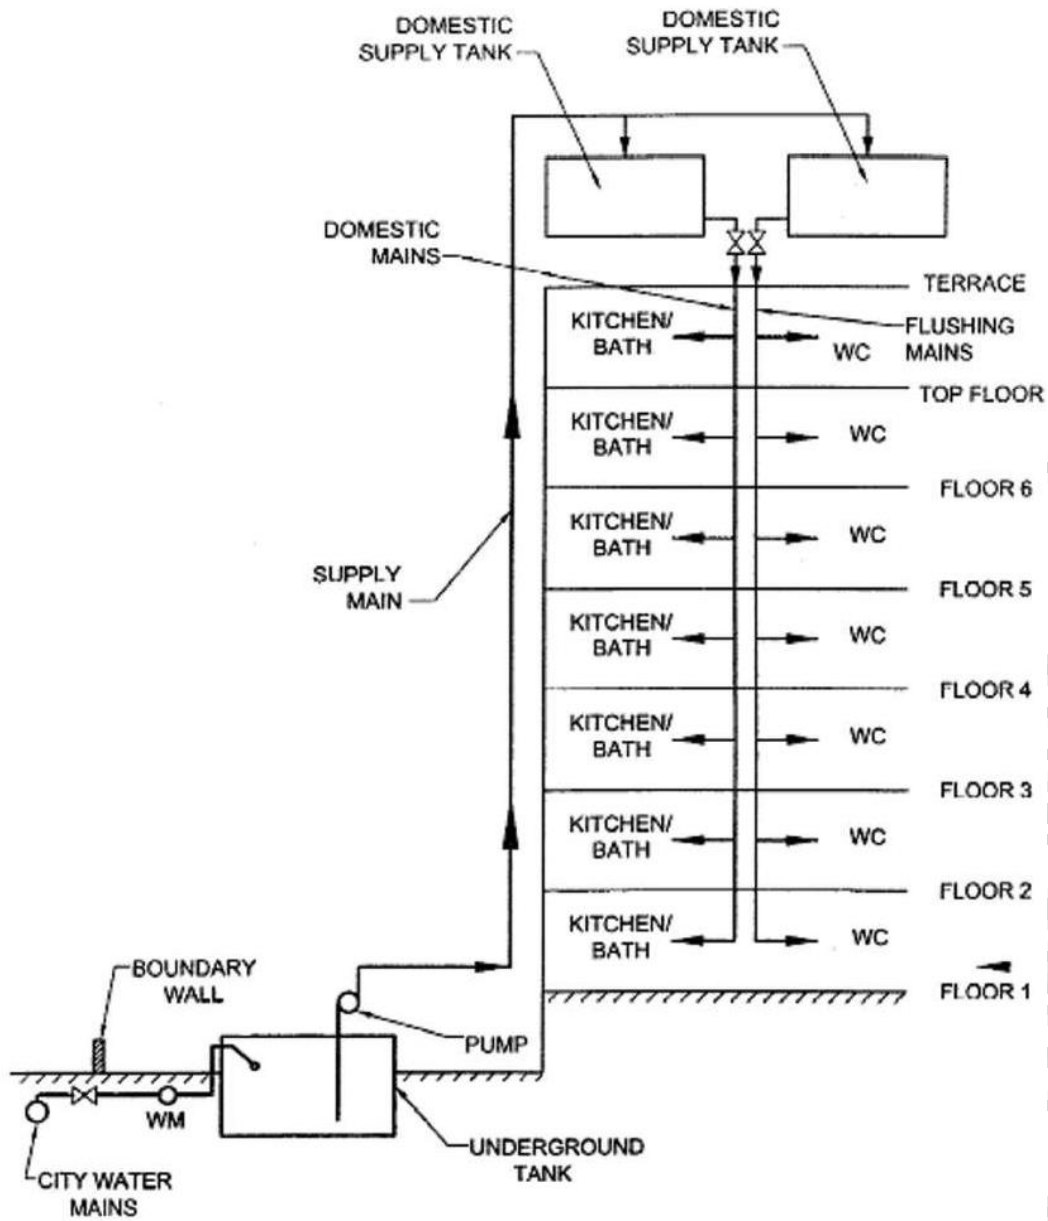 DOMESTIC
SUPPLY TANK
DOMESTIC
SUPPLY TANK
DOMESTIC
MAINS
TERRACE
KITCHEN/
BATH
FLUSHING
MAINS
WC
TOP FLOOR
KITCHEN/
BATH
WC
FLOOR 6
KITCHEN/
BATH
WC
SUPPLY
MAIN
FLOOR 5
KITCHEN/
BATH
WC
FLOOR 4
KITCHEN/
BATH
WC
FLOOR 3
KITCHEN/
BATH
WC
FLOOR 2
KITCHEN/
BATH
WC
BOUNDARY
WALL
FLOOR 1
PUMP
WM
UNDERGROUND
TANK
CITY WATER
MAINS